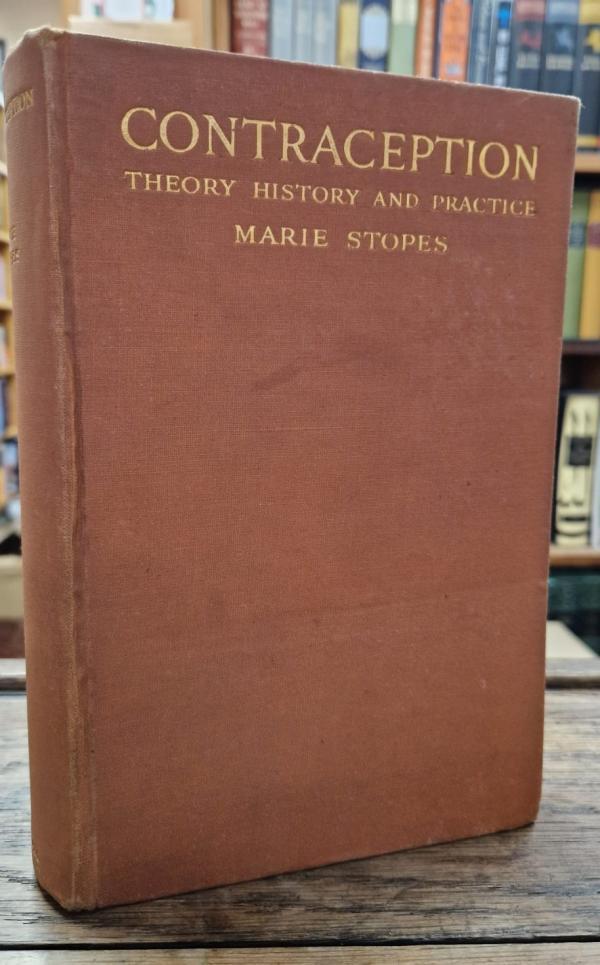 CONTRACEPTION
THEORY HISTORY AND PRACTICE
MARIE STOPES